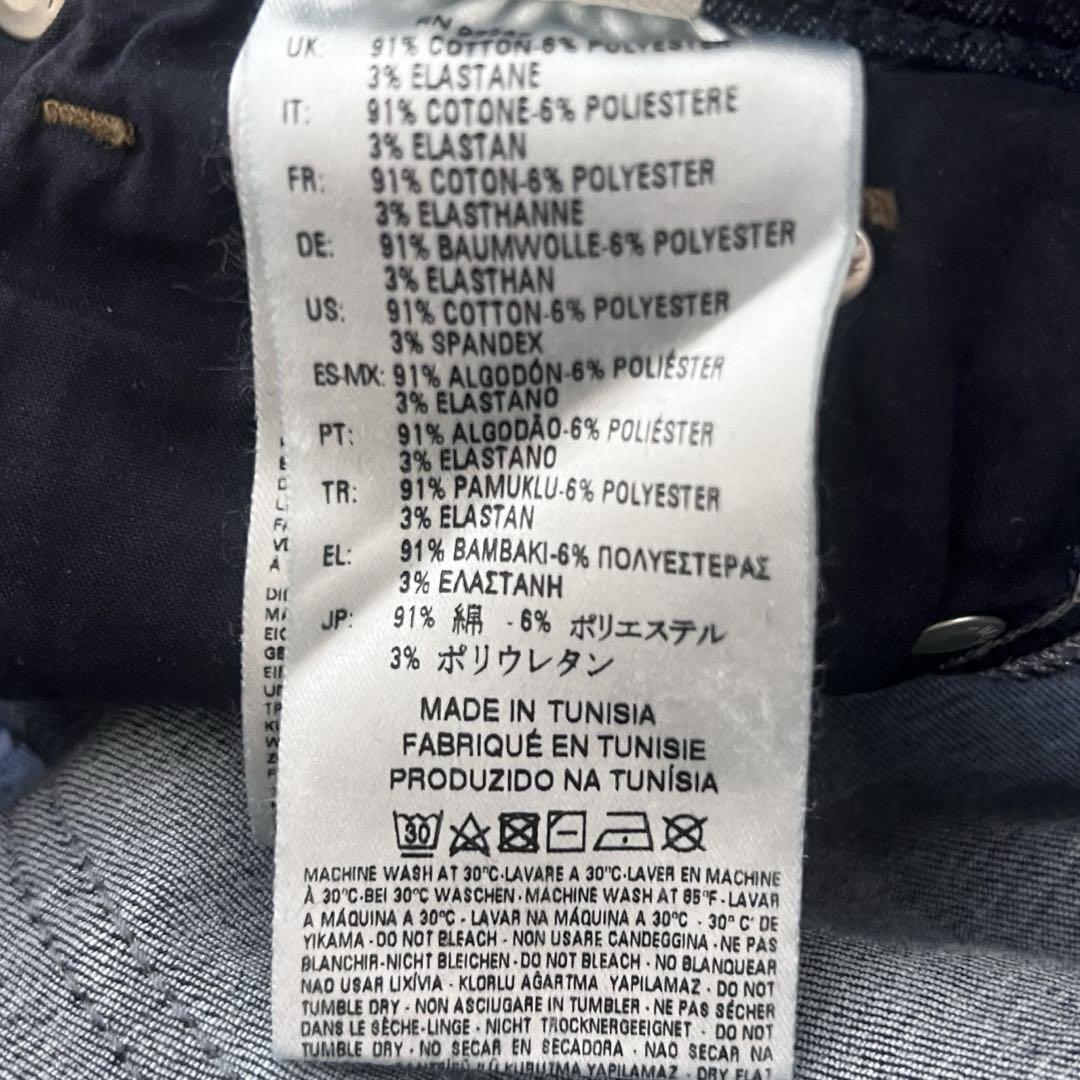 UK: 91% COTTON-6% POLYESTER
3% ELASTANE
IT: 91% COTONE-6% POLIESTERE
3% ELASTAN
FR: 91% COTON-6% POLYESTER
3% ELASTHANNE
DE: 91% BAUMWOLLE-6% POLYESTER
3% ELASTHAN
US: 91% COTTON-6% POLYESTER
3% SPANDEX
ES-MX: 91% ALGODÓN-6% POLIÉSTER
3% ELASTANO
PT: 91% ALGODÃO-6% POLIÉSTER
3% ELASTANO
TR: 91% PAMUKLU-6% POLYESTER
3% ELASTAN
EL: 91% BAMBAKI-6% ΠΟΛΥΕΣΤΕΡΑΣ
3% ΕΛΑΣΤΑΝΗ
JP: 91% 綿 -6% ポリエステル
3% ポリウレタン
MADE IN TUNISIA
FABRIQUÉ EN TUNISIE
PRODUZIDO NA TUNÍSIA
30
MACHINE WASH AT 30°C-LAVARE A 30°C-LAVER EN MACHINE
À 30°C-BEI 30°C WASCHEN - MACHINE WASH AT 85°F - LAVAR
A MÁQUINA A 30°C - LAVAR NA MÁQUINA A 30°C - 30° C' DE
YIKAMA - DO NOT BLEACH - NON USARE CANDEGGINA - NE PAS
BLANCHIR-NICHT BLEICHEN - DO NOT BLEACH - NO BLANQUEAR
NAO USAR LIXÍVIA - KLORLU AĞARTMA YAPILAMAZ - DO NOT
TUMBLE DRY - NON ASCIUGARE IN TUMBLER - NE PAS SÉCHER
DANS LE SÈCHE-LINGE - NICHT TROCKNERGEEIGNET - DO NOT
TUMBLE DRY - NO SECAR EN SECADORA - NAO SECAR NA
KURUTMA YAPILAMAZ - DRY FLAT